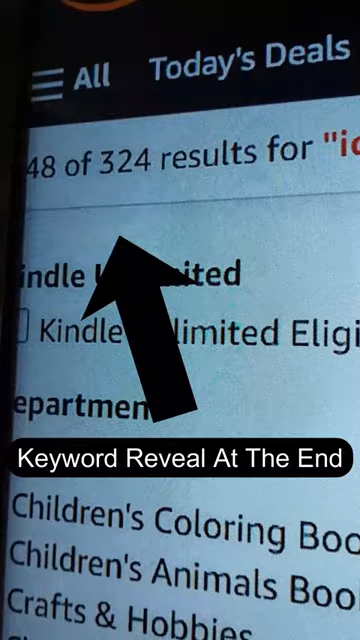 All Today's Deals
48 of 324 results for "ic
indle ited
Kindle limited Eligi
epartmen
Keyword Reveal At The End
Children's Coloring Boo
Children's Animals Boo
Crafts & Hobbies